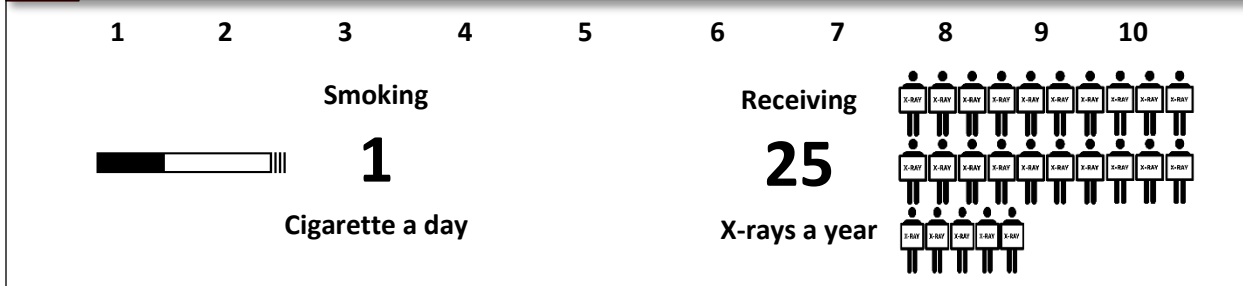 1 2 3 4 5 6 7 8 9 10
Smoking Receiving
1 25
Cigarette a day X-rays a year
X-RAY X-RAY X-RAY X-RAY X-RAY X-RAY X-RAY X-RAY X-RAY X-RAY
X-RAY X-RAY X-RAY X-RAY X-RAY X-RAY X-RAY X-RAY X-RAY X-RAY
X-RAY X-RAY X-RAY X-RAY X-RAY